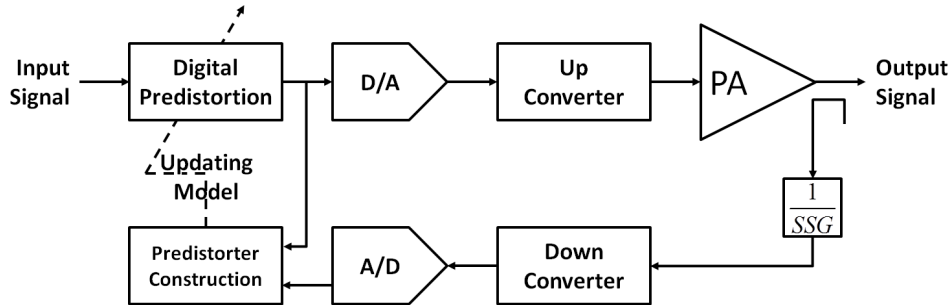 Input
Signal
Digital
Predistortion
D/A
Up
Converter
PA
Output
Signal
Updating
Model
1
SSG
Predistorter
Construction
A/D
Down
Converter